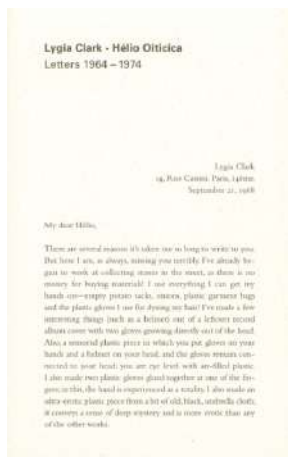 Lygia Clark · Hélio Oiticica
Letters 1964–1974
Lygia Clark
14, Rue Cassini, Paris, 14ème,
September 21, 1968
My dear Hélio,
There are several reasons it's taken me so long to write to you.
But here I am, as always, missing you terribly. I've already be-
gun to work at collecting stones in the street, as there is no
money for buying materials! I use everything I can get my
hands on—empty potato sacks, onions, plastic garment bags
and the plastic gloves I use for dyeing my hair! I've made a few
interesting things (such as a helmet) out of a leftover record
album cover with two gloves growing directly out of the head.
Also, a sensorial plastic piece in which you put gloves on your
hands and a helmet on your head, and the gloves remain con-
nected to your head; you are eye level with air-filled plastic.
I also made two plastic gloves glued together at one of the fin-
gers; in this, the hand is experienced as a totality. I also made an
ultra-erotic plastic piece from a bit of old, black, umbrella cloth;
it conveys a sense of deep mystery and is more erotic than any
of the other works.